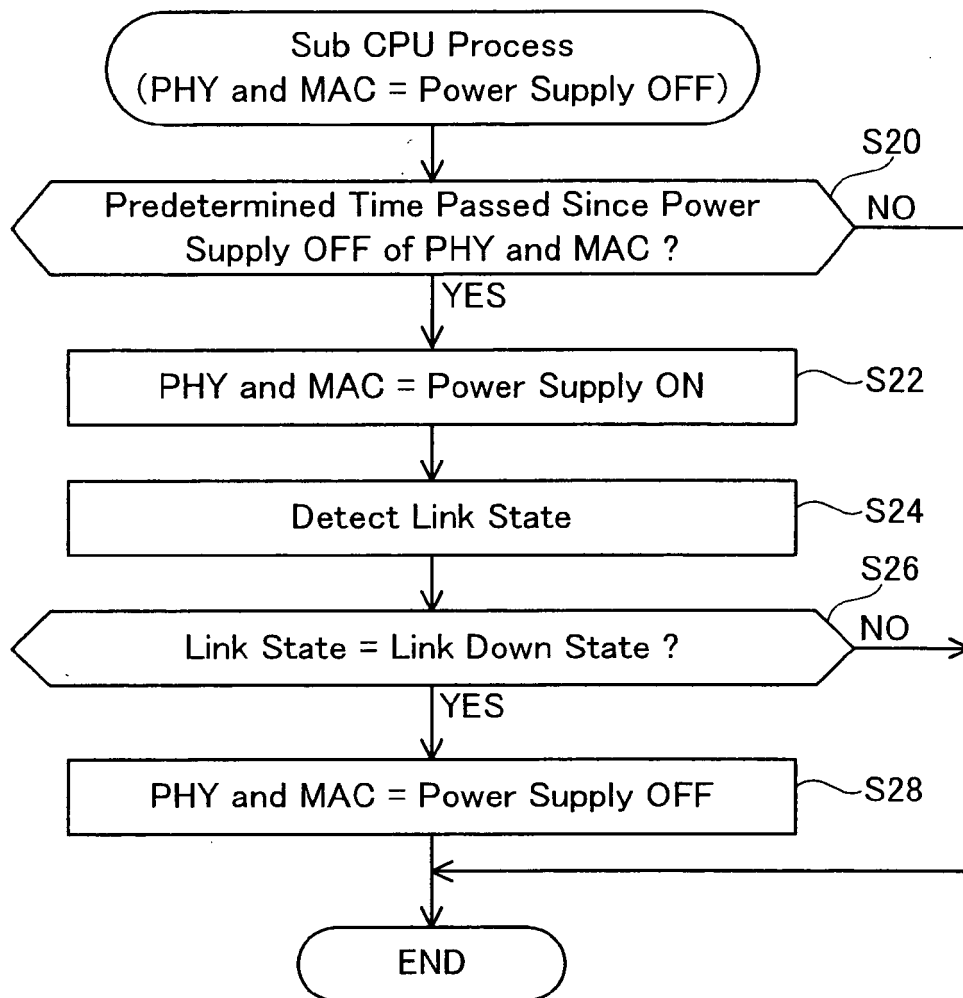 Sub CPU Process
(PHY and MAC = Power Supply OFF)
S20
Predetermined Time Passed Since Power
Supply OFF of PHY and MAC ?
NO
YES
PHY and MAC = Power Supply ON
S22
Detect Link State
S24
S26
Link State = Link Down State ?
NO
YES
PHY and MAC = Power Supply OFF
S28
END